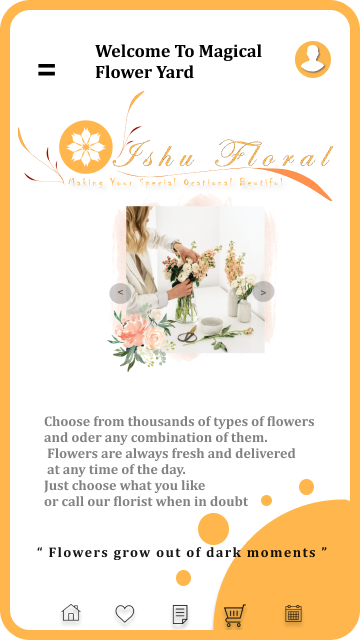 Welcome To Magical
Flower Yard
Ishu Floral
Making Your Special Ocational Beutiful
< >
Choose from thousands of types of flowers
and oder any combination of them.
Flowers are always fresh and delivered
at any time of the day.
Just choose what you like
or call our florist when in doubt
“ Flowers grow out of dark moments ”